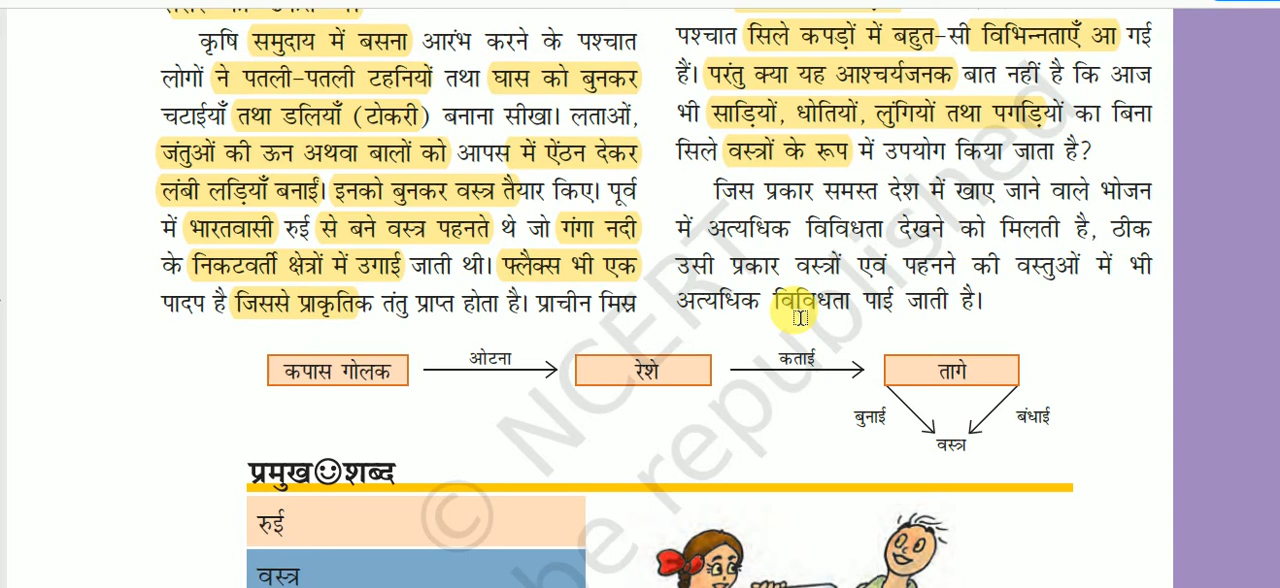 कृषि समुदाय में बसना आरंभ करने के पश्चात
लोगों ने पतली-पतली टहनियों तथा घास को बुनकर
चटाईयाँ तथा डलियाँ (टोकरी) बनाना सीखा। लताओं,
जंतुओं की ऊन अथवा बालों को आपस में ऐंठन देकर
लंबी लड़ियाँ बनाईं। इनको बुनकर वस्त्र तैयार किए। पूर्व
में भारतवासी रुई से बने वस्त्र पहनते थे जो गंगा नदी
के निकटवर्ती क्षेत्रों में उगाई जाती थी। फ्लैक्स भी एक
पादप है जिससे प्राकृतिक तंतु प्राप्त होता है। प्राचीन मिस्र
पश्चात सिले कपड़ों में बहुत-सी विभिन्नताएँ आ गई
हैं। परंतु क्या यह आश्चर्यजनक बात नहीं है कि आज
भी साड़ियों, धोतियों, लुंगियों तथा पगड़ियों का बिना
सिले वस्त्रों के रूप में उपयोग किया जाता है?
जिस प्रकार समस्त देश में खाए जाने वाले भोजन
में अत्यधिक विविधता देखने को मिलती है, ठीक
उसी प्रकार वस्त्रों एवं पहनने की वस्तुओं में भी
अत्यधिक विविधता पाई जाती है।
कपास गोलक
ओटना
रेशे
कताई
तागे
बुनाई
बंधाई
वस्त्र
प्रमुख शब्द
रुई
वस्त्र
© NCERT
be republished